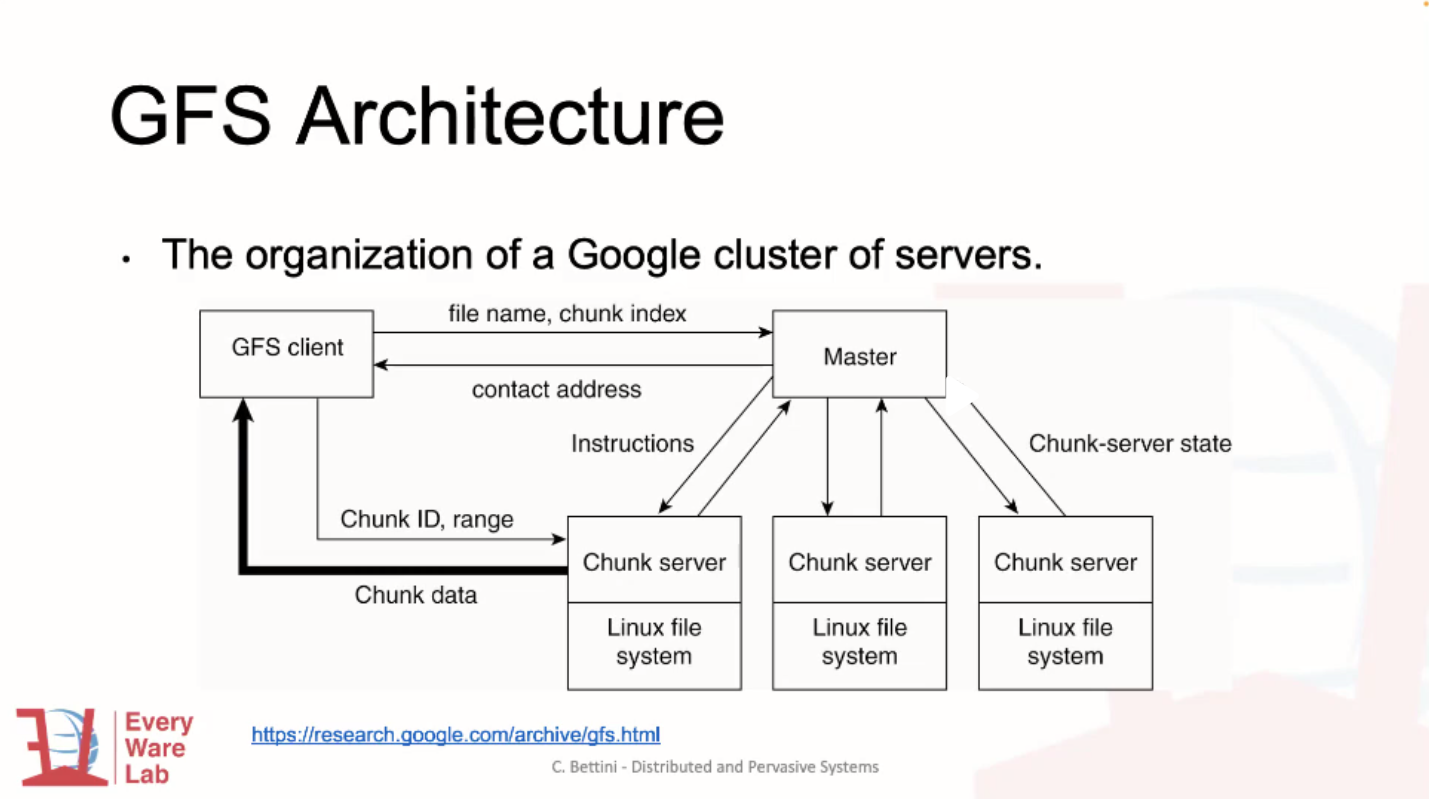 GFS Architecture
• The organization of a Google cluster of servers.
file name, chunk index
GFS client
Master
contact address
Instructions
Chunk-server state
Chunk ID, range
Chunk server
Chunk server
Chunk server
Chunk data
Linux file
system
Linux file
system
Linux file
system
Every
Ware
Lab
https://research.google.com/archive/gfs.html
C. Bettini - Distributed and Pervasive Systems